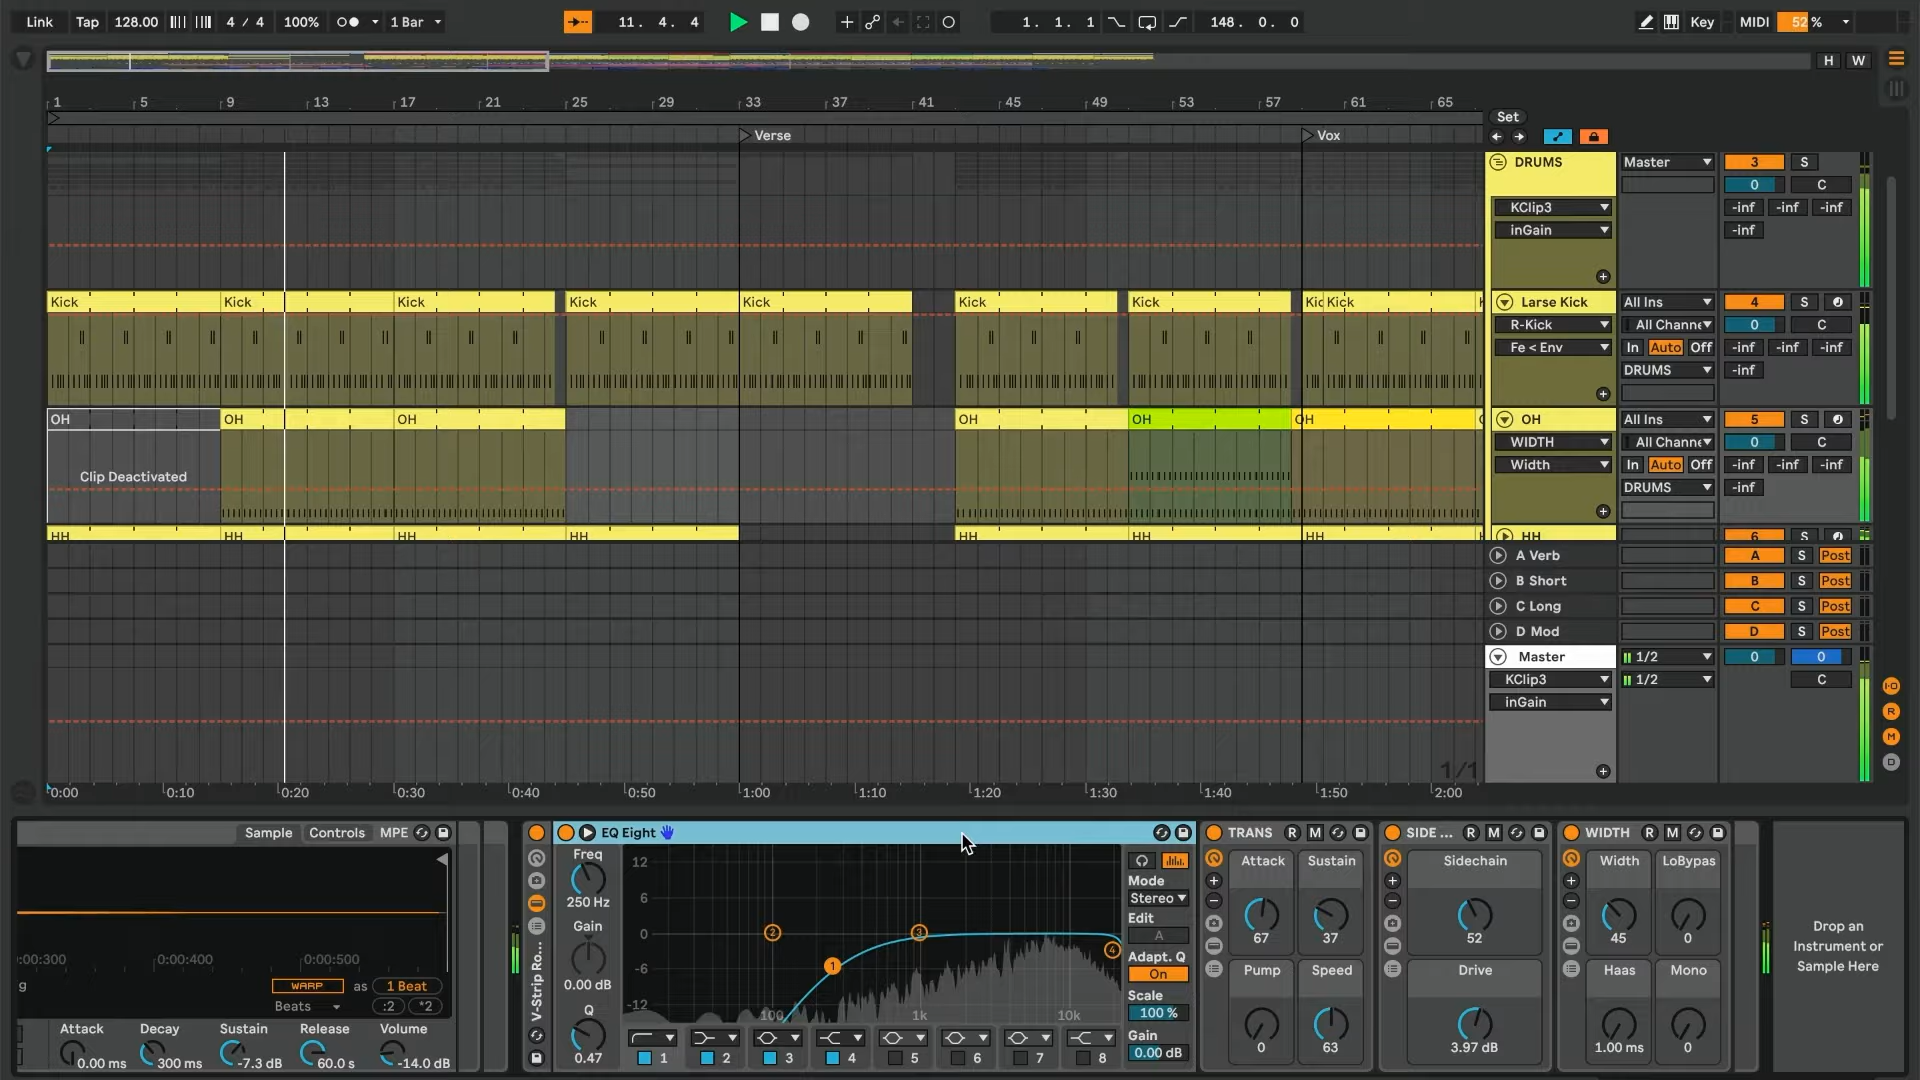 Link Tap 128.00 4 / 4 100% 1 Bar 11. 4. 4 1. 1. 1 148. 0. 0 Key MIDI 52 %
H W
1 5 9 13 17 21 25 29 33 37 41 45 49 53 57 61 65
Set
Verse Vox
DRUMS Master 3 S
0 C
KClip3 -inf -inf -inf
inGain -inf
Kick Kick Kick Kick Kick Kick Kick Kic Kick Larse Kick All Ins 4 S
R-Kick All Channe 0 C
Fe < Env In Auto Off -inf -inf -inf
DRUMS -inf
OH OH OH OH OH OH OH All Ins 5 S
WIDTH All Channe 0 C
Width In Auto Off -inf -inf -inf
Clip Deactivated
DRUMS -inf
HH HH HH HH HH HH HH HH 6 S
A Verb A S Post
B Short B S Post
C Long C S Post
D Mod D S Post
Master 1/2 0 0
KClip3 1/2 C
inGain
1/1
0:00 0:10 0:20 0:30 0:40 0:50 1:00 1:10 1:20 1:30 1:40 1:50 2:00
Sample Controls MPE
:00:300 0:00:400 0:00:500
g WARP as 1 Beat
Beats :2 *2
Attack Decay Sustain Release Volume
0.00 ms 300 ms -7.3 dB 60.0 s -14.0 dB
V-Strip Ro...
EQ Eight
Freq
250 Hz
Gain
0.00 dB
Q
0.47
12
6
0
-6
-12
100 1k 10k
1 2 3 4
1 2 3 4 5 6 7 8
Mode
Stereo
Edit
A
Adapt. Q
On
Scale
100 %
Gain
0.00 dB
TRANS R M
Attack Sustain
67 37
Pump Speed
0 63
SIDE ... R M
Sidechain
52
Drive
3.97 dB
WIDTH R M
Width LoBypas
45 0
Haas Mono
1.00 ms 0
Drop an
Instrument or
Sample Here
I·O
R
M
D